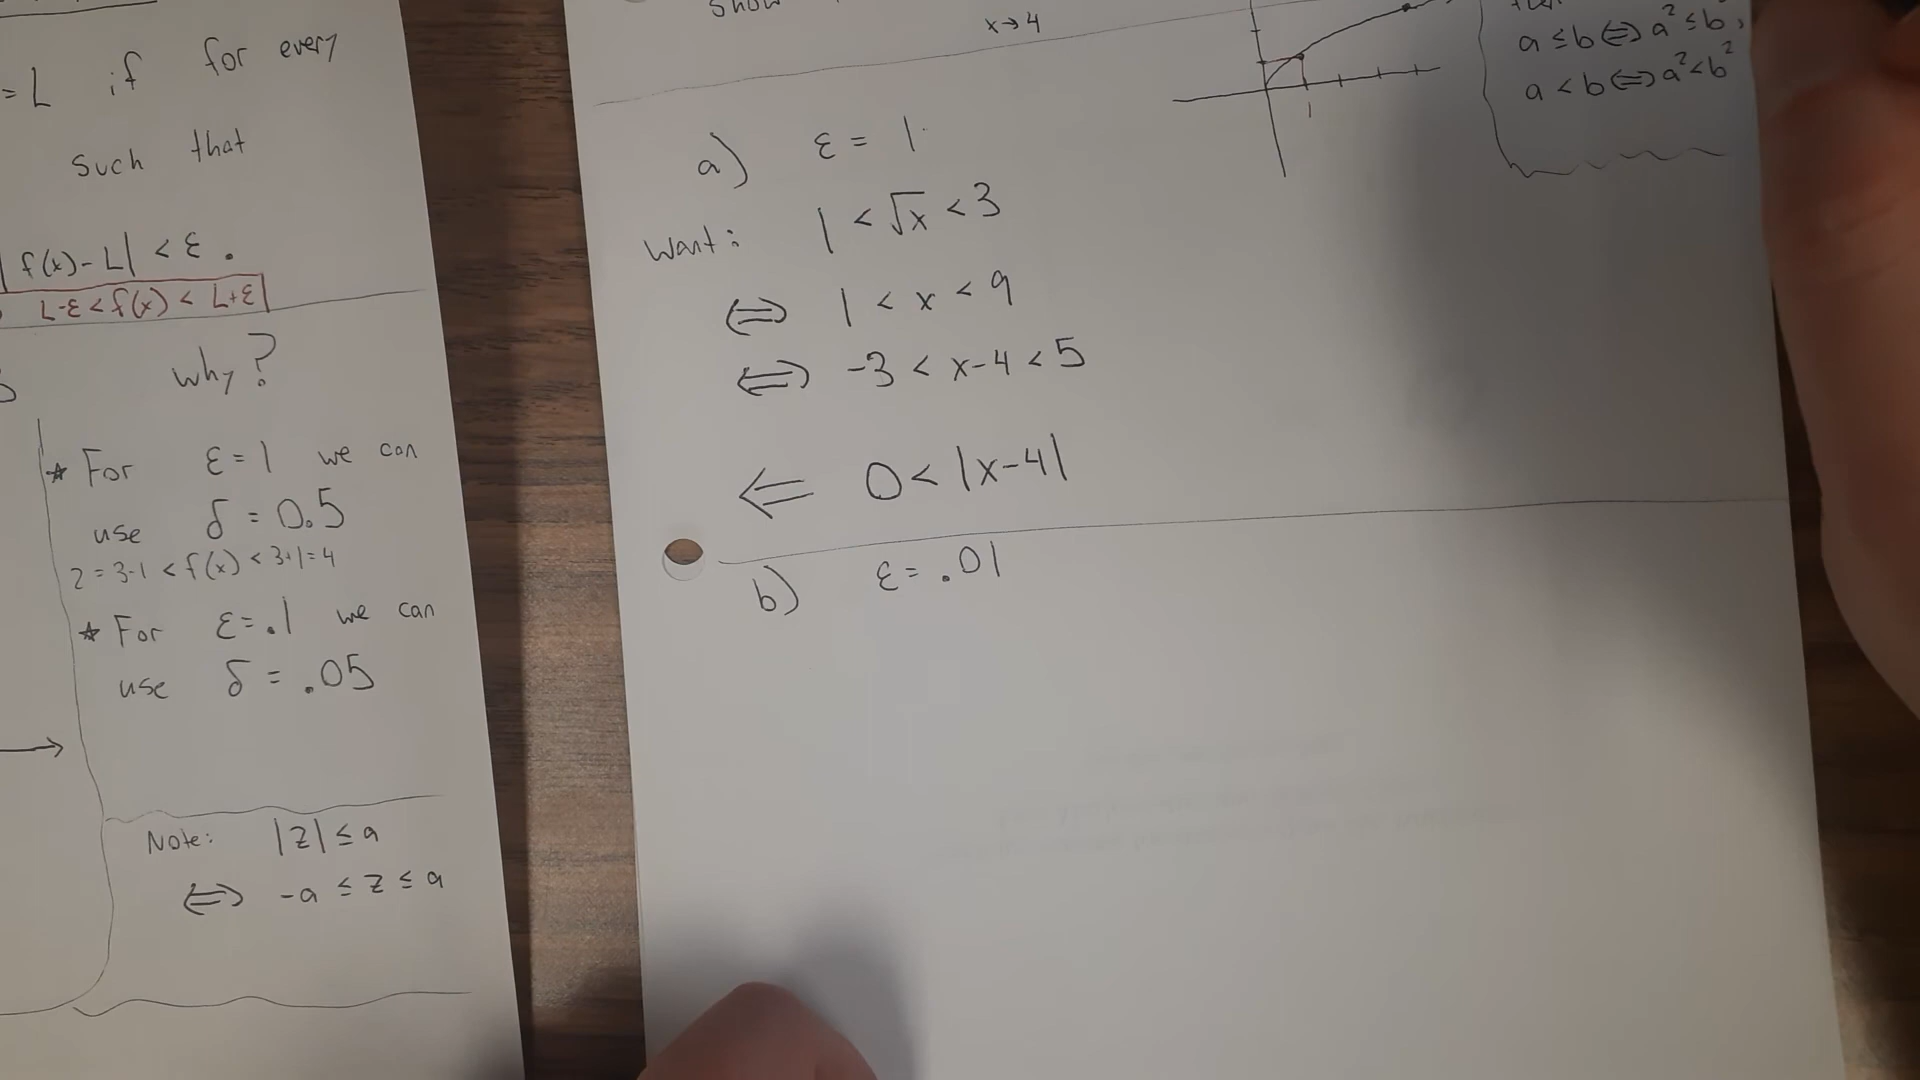 = L if for every
such that
| f(x) - L | < ε .
L-ε < f(x) < L+ε
why?
* For ε = 1 we can
use δ = 0.5
2 = 3-1 < f(x) < 3+1 = 4
* For ε = .1 we can
use δ = .05
Note: |z| ≤ a
⇔ -a ≤ z ≤ a
Show
x→4
1
a ≤ b ⇔ a² ≤ b²,
a < b ⇔ a² < b²
a) ε = 1
want: 1 < √x < 3
⇔ 1 < x < 9
⇔ -3 < x-4 < 5
⇐ 0 < |x-4|
b) ε = .01